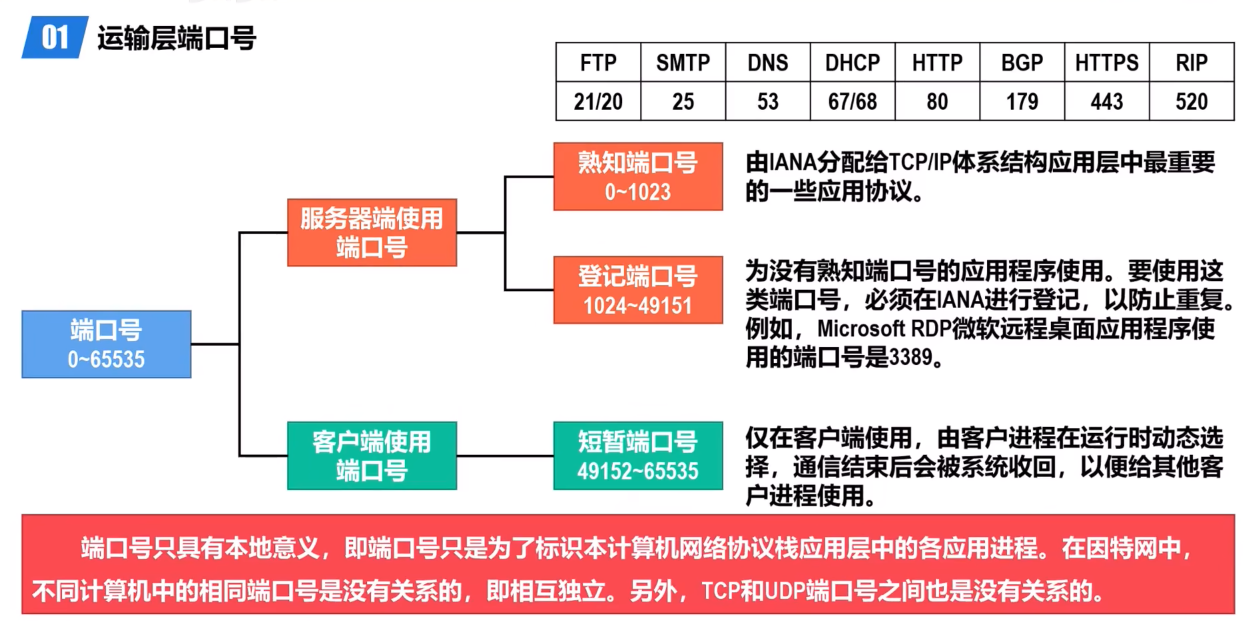 01 运输层端口号
FTP SMTP DNS DHCP HTTP BGP HTTPS RIP
21/20 25 53 67/68 80 179 443 520
端口号
0~65535
服务器端使用
端口号
熟知端口号
0~1023
由IANA分配给TCP/IP体系结构应用层中最重要
的一些应用协议。
登记端口号
1024~49151
为没有熟知端口号的应用程序使用。要使用这
类端口号，必须在IANA进行登记，以防止重复。
例如，Microsoft RDP微软远程桌面应用程序使
用的端口号是3389。
客户端使用
端口号
短暂端口号
49152~65535
仅在客户端使用，由客户进程在运行时动态选
择，通信结束后会被系统收回，以便给其他客
户进程使用。
端口号只具有本地意义，即端口号只是为了标识本计算机网络协议栈应用层中的各应用进程。在因特网中，
不同计算机中的相同端口号是没有关系的，即相互独立。另外，TCP和UDP端口号之间也是没有关系的。